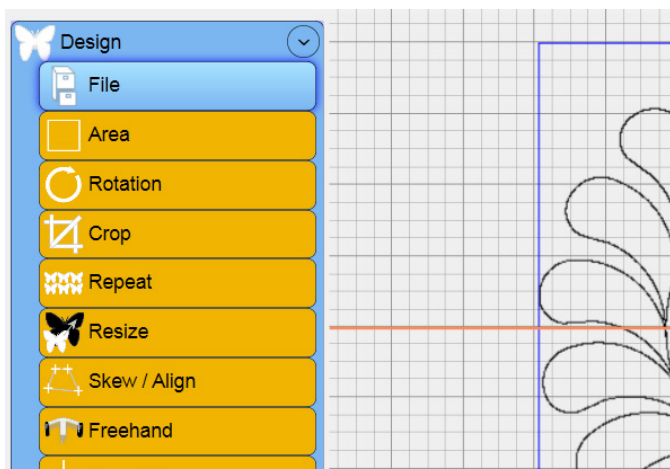 Design
File
Area
Rotation
Crop
Repeat
Resize
Skew / Align
Freehand